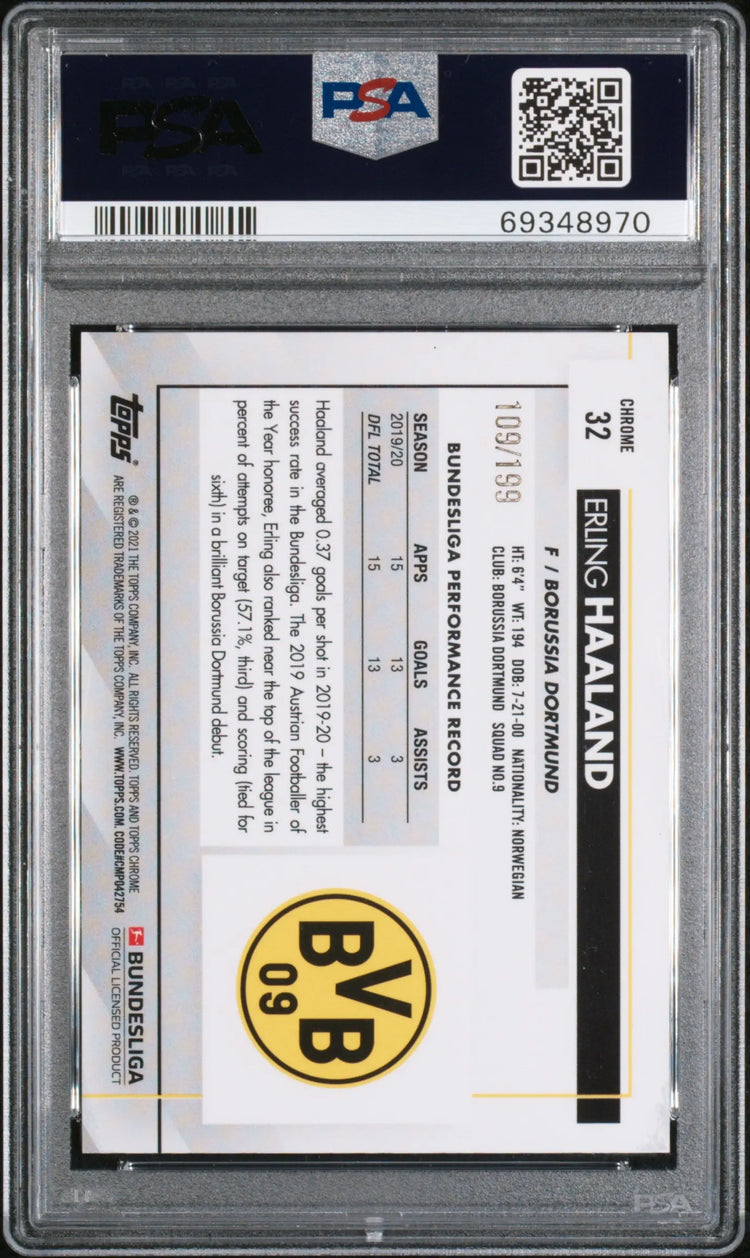 PSA
PSA
69348970
CHROME
32
ERLING HAALAND
F / BORUSSIA DORTMUND
HT: 6'4" WT: 194 DOB: 7-21-00 NATIONALITY: NORWEGIAN
CLUB: BORUSSIA DORTMUND SQUAD NO.9
109/199
BUNDESLIGA PERFORMANCE RECORD
SEASON APPS GOALS ASSISTS
2019/20 15 13 3
DFL TOTAL 15 13 3
Haaland averaged 0.37 goals per shot in 2019-20 – the highest
success rate in the Bundesliga. The 2019 Austrian Footballer of
the Year honoree, Erling also ranked near the top of the league in
percent of attempts on target (57.1%, third) and scoring (tied for
sixth) in a brilliant Borussia Dortmund debut.
BVB
09
topps®
® & © 2021 THE TOPPS COMPANY, INC. ALL RIGHTS RESERVED. TOPPS AND TOPPS CHROME
ARE REGISTERED TRADEMARKS OF THE TOPPS COMPANY, INC. WWW.TOPPS.COM. CODE#CMP042754
BUNDESLIGA
OFFICIAL LICENSED PRODUCT
PSA